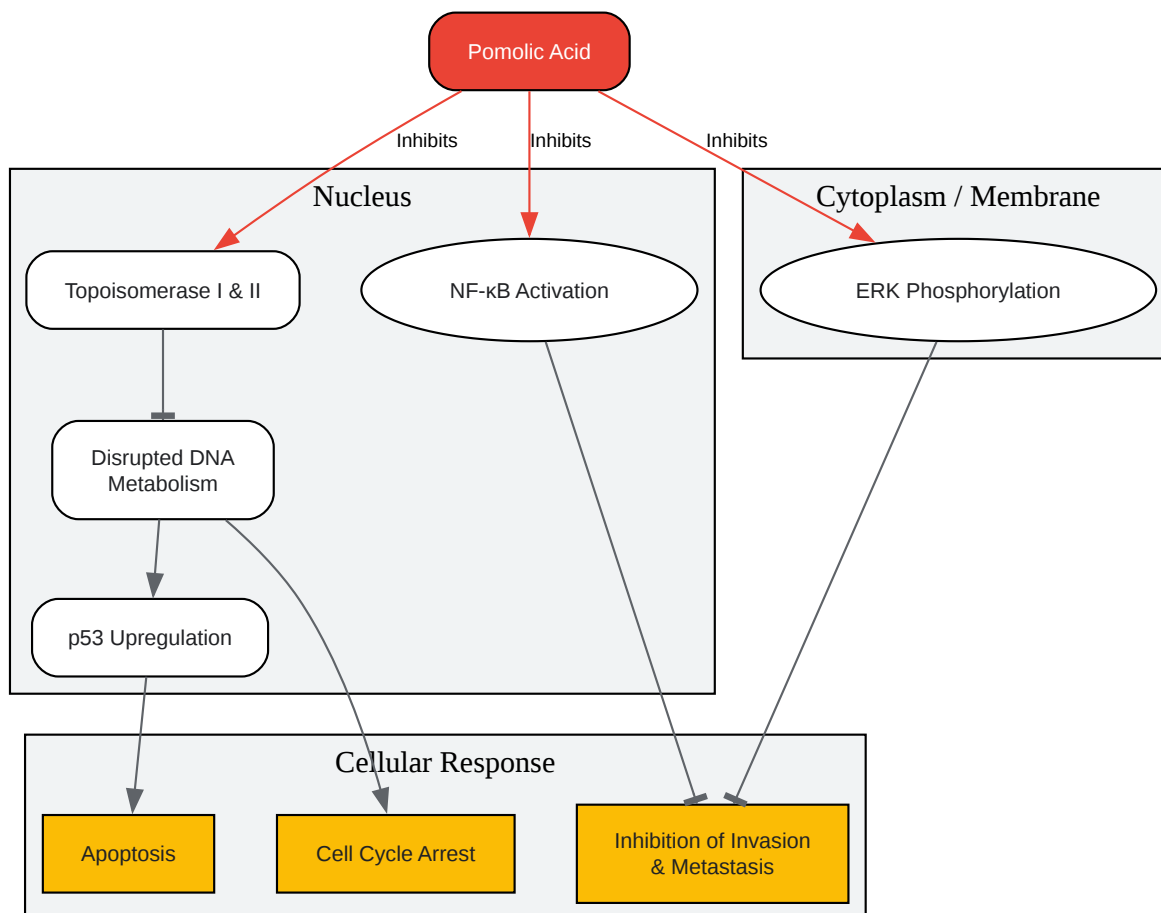 Pomolic Acid
Inhibits
Inhibits
Inhibits
Nucleus
Cytoplasm / Membrane
Topoisomerase I & II
NF-κB Activation
ERK Phosphorylation
Disrupted DNA
Metabolism
p53 Upregulation
Cellular Response
Apoptosis
Cell Cycle Arrest
Inhibition of Invasion
& Metastasis